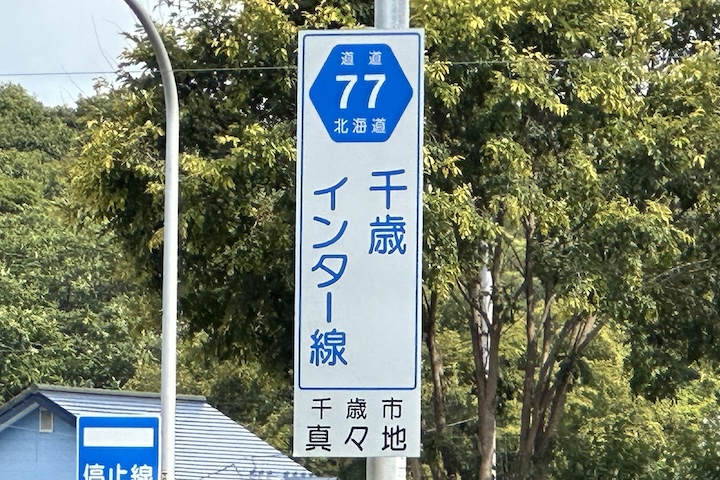 道道
77
北海道
千歳
インター線
千歳市
真々地
停止線